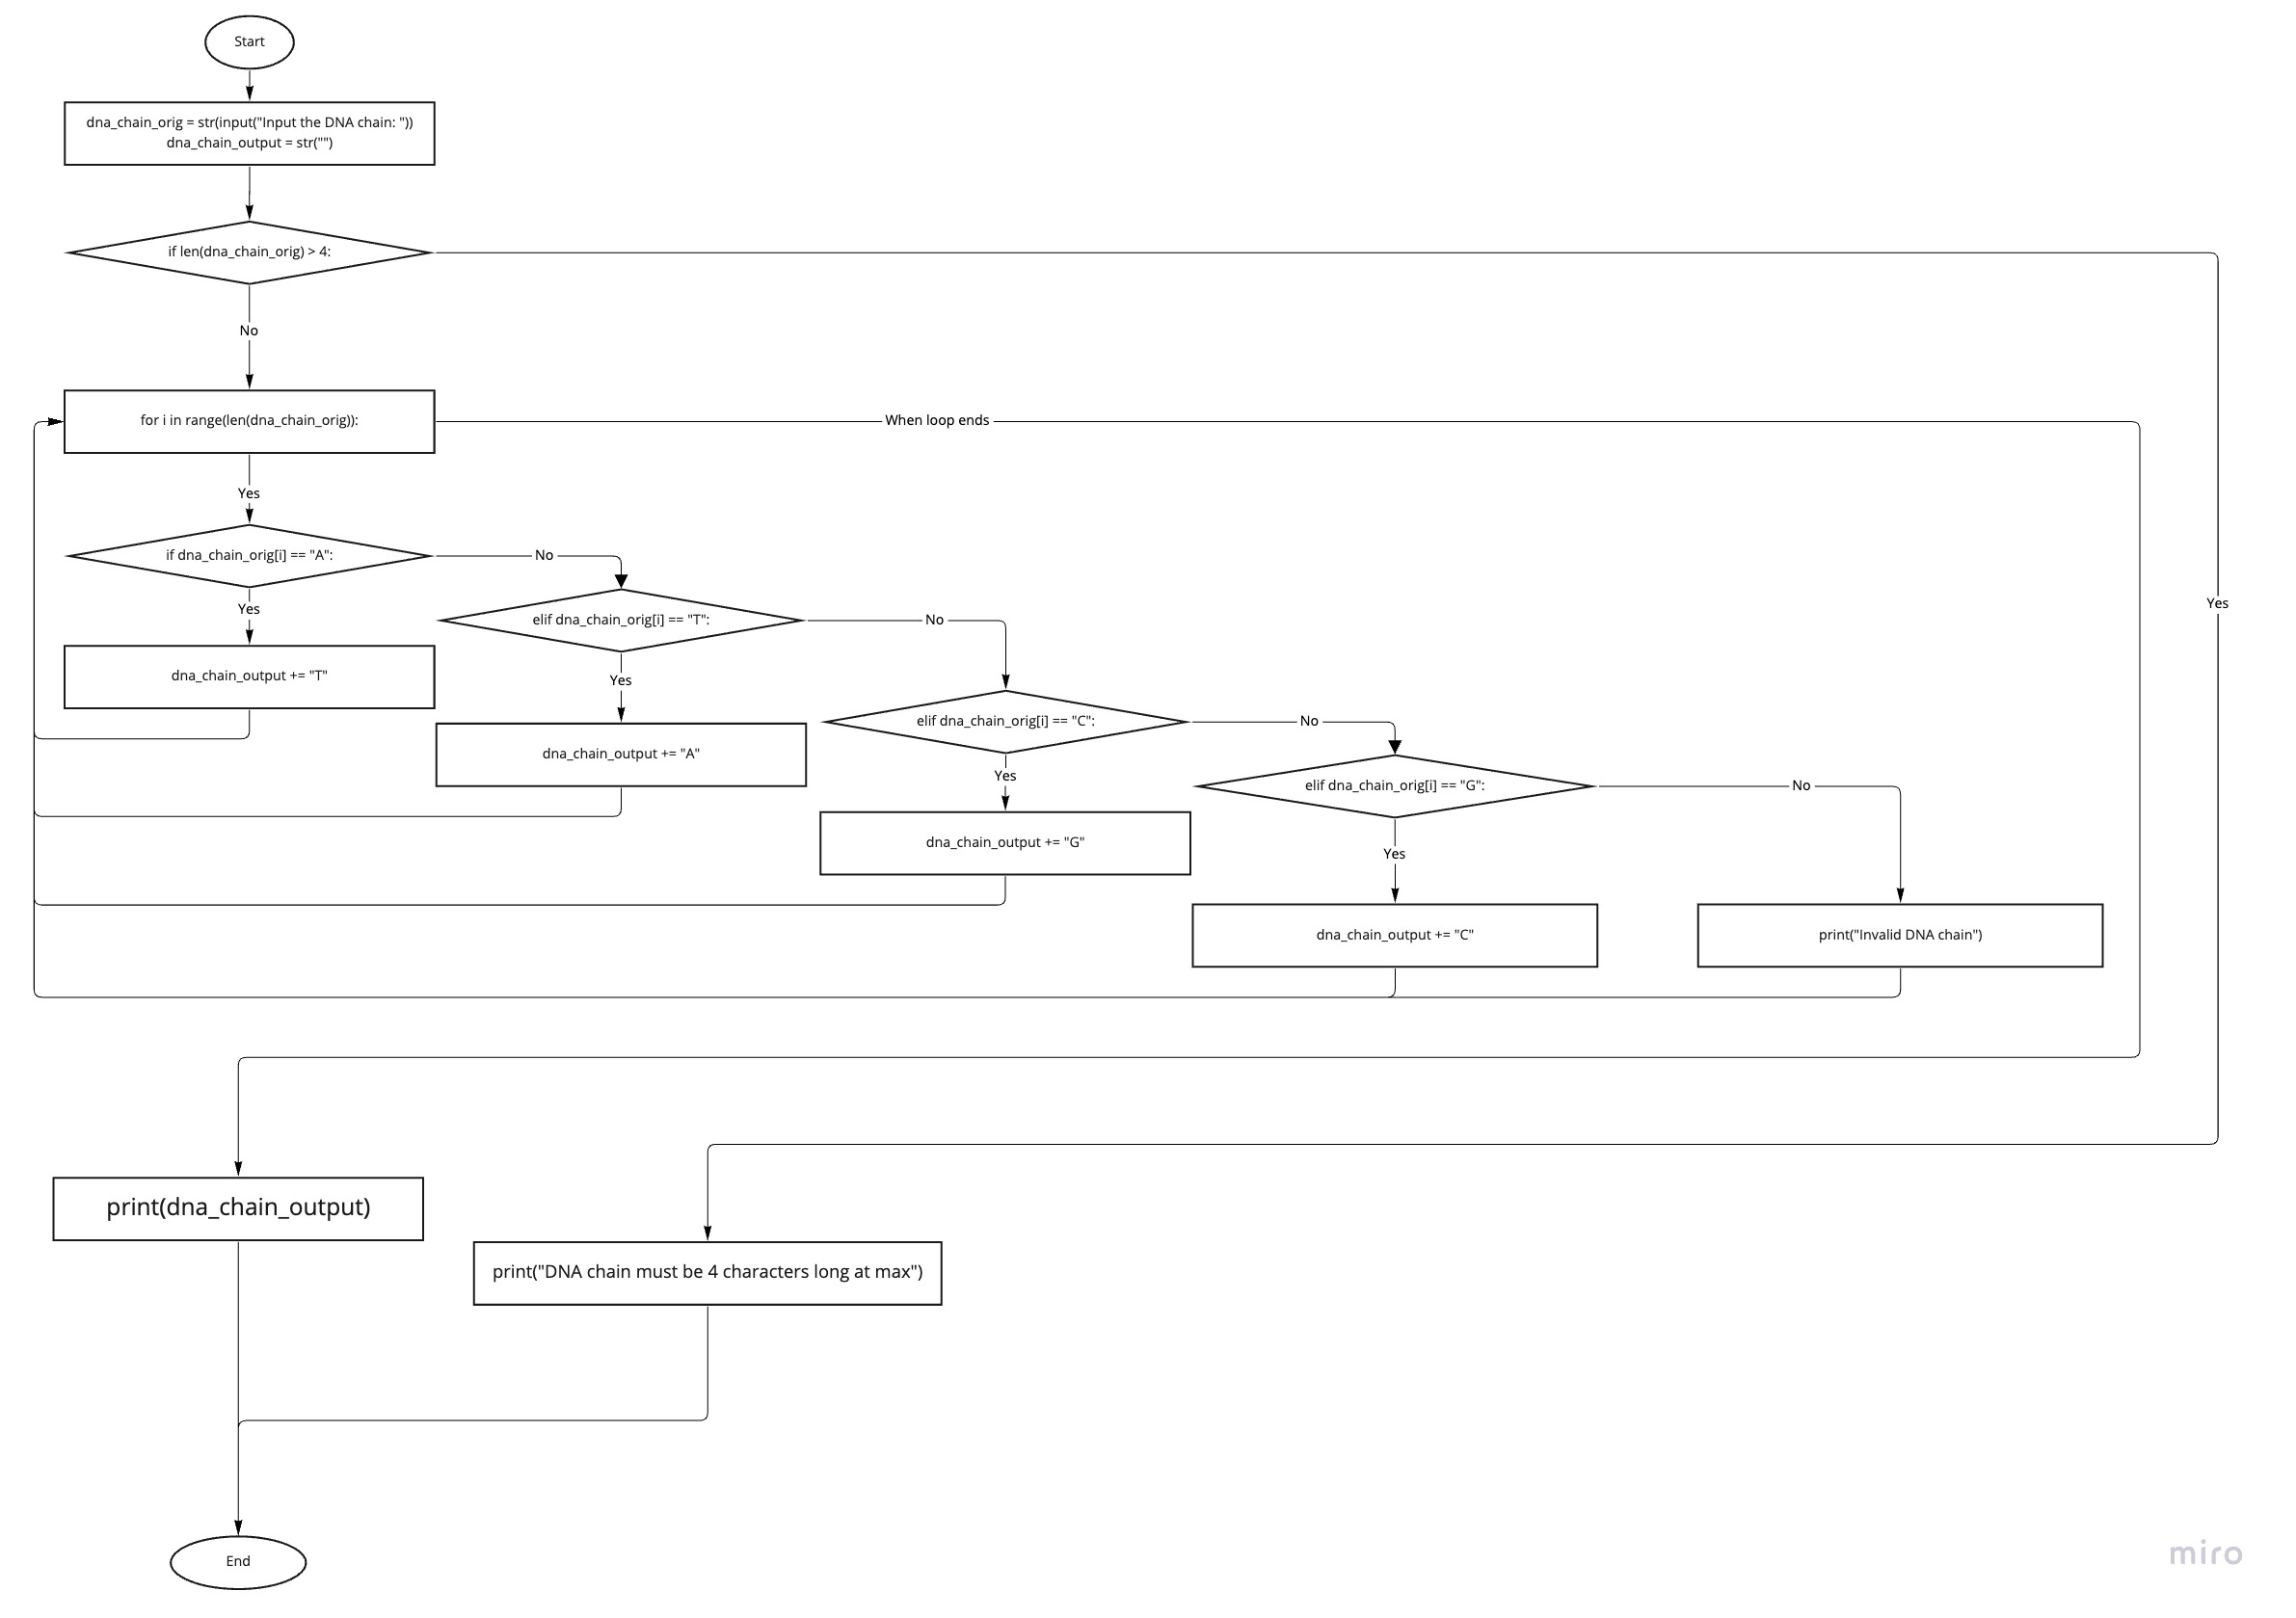 Start
dna_chain_orig = str(input("Input the DNA chain: "))
dna_chain_output = str("")
if len(dna_chain_orig) > 4:
No
for i in range(len(dna_chain_orig)):
When loop ends
Yes
if dna_chain_orig[i] == "A":
No
Yes
Yes
elif dna_chain_orig[i] == "T":
No
dna_chain_output += "T"
Yes
elif dna_chain_orig[i] == "C":
No
dna_chain_output += "A"
Yes
elif dna_chain_orig[i] == "G":
No
dna_chain_output += "G"
Yes
dna_chain_output += "C"
print("Invalid DNA chain")
print(dna_chain_output)
print("DNA chain must be 4 characters long at max")
End
miro